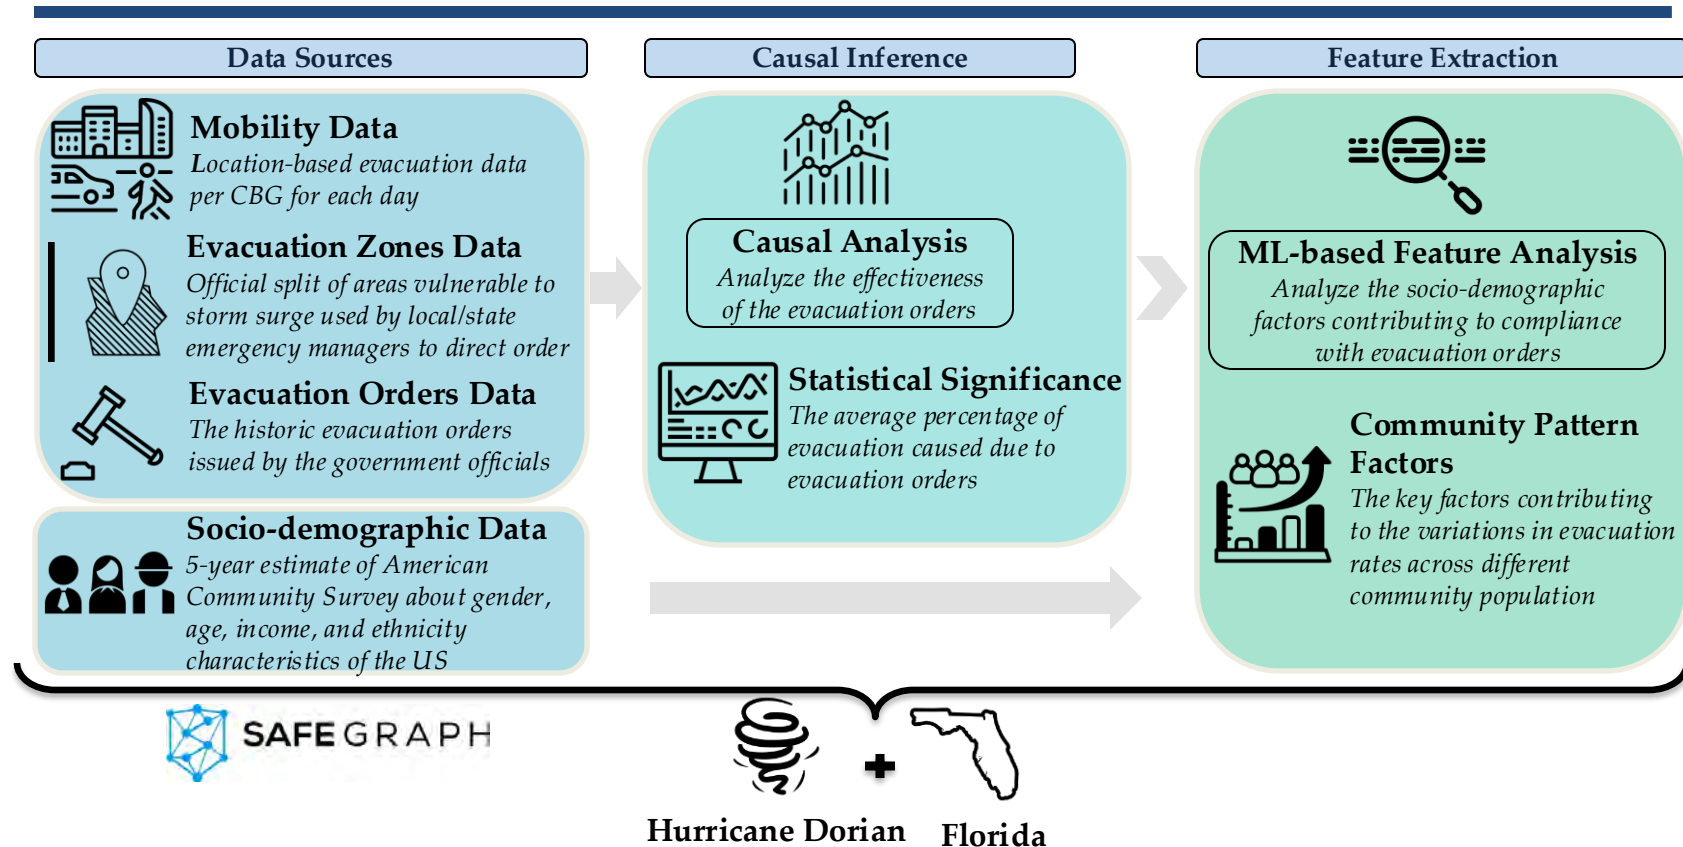 Data Sources
Mobility Data
Location-based evacuation data
per CBG for each day
Evacuation Zones Data
Official split of areas vulnerable to
storm surge used by local/state
emergency managers to direct order
Evacuation Orders Data
The historic evacuation orders
issued by the government officials
Socio-demographic Data
5-year estimate of American
Community Survey about gender,
age, income, and ethnicity
characteristics of the US
Causal Inference
Causal Analysis
Analyze the effectiveness
of the evacuation orders
Statistical Significance
The average percentage of
evacuation caused due to
evacuation orders
Feature Extraction
ML-based Feature Analysis
Analyze the socio-demographic
factors contributing to compliance
with evacuation orders
Community Pattern
Factors
The key factors contributing
to the variations in evacuation
rates across different
community population
SAFEGRAPH
Hurricane Dorian
Florida